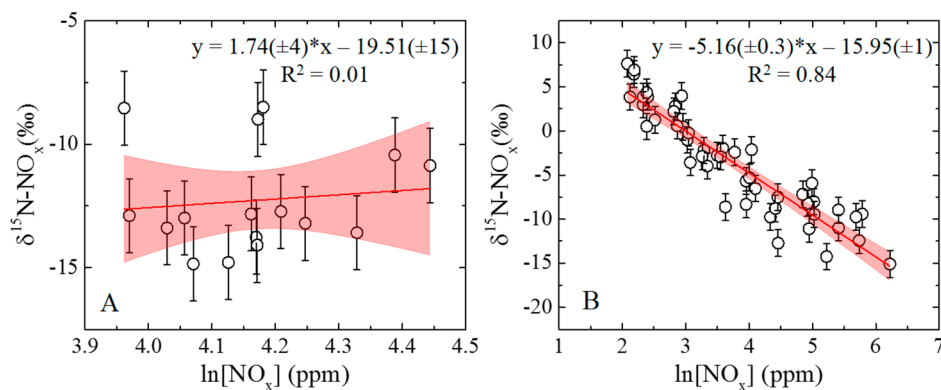 y = 1.74(±4)*x – 19.51(±15)
R² = 0.01
-5
-10
-15
δ¹⁵N-NOₓ(‰)
A
3.9
4.0
4.1
4.2
4.3
4.4
4.5
ln[NOₓ] (ppm)
y = -5.16(±0.3)*x – 15.95(±1)
R² = 0.84
10
5
0
-5
-10
-15
-20
δ¹⁵N-NOₓ(‰)
B
1
2
3
4
5
6
7
ln[NOₓ] (ppm)